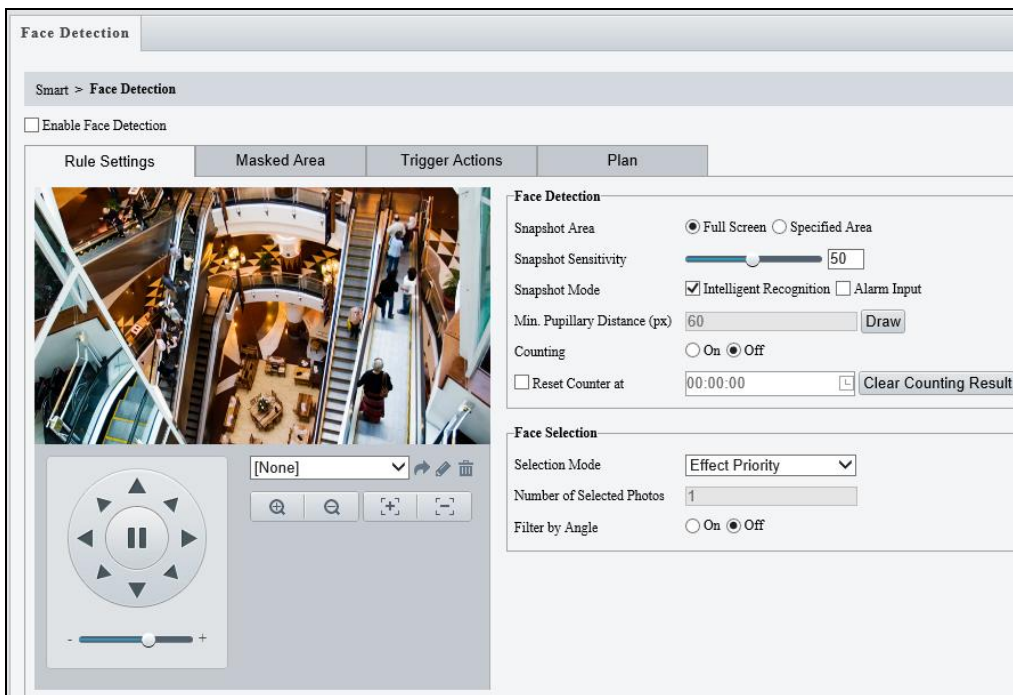 Face Detection
Smart > Face Detection
Enable Face Detection
Rule Settings Masked Area Trigger Actions Plan
Face Detection
Snapshot Area Full Screen Specified Area
Snapshot Sensitivity 50
Snapshot Mode Intelligent Recognition Alarm Input
Min. Pupillary Distance (px) 60 Draw
Counting On Off
Reset Counter at 00:00:00 Clear Counting Result
Face Selection
[None]
Selection Mode Effect Priority
Number of Selected Photos 1
Filter by Angle On Off
- +